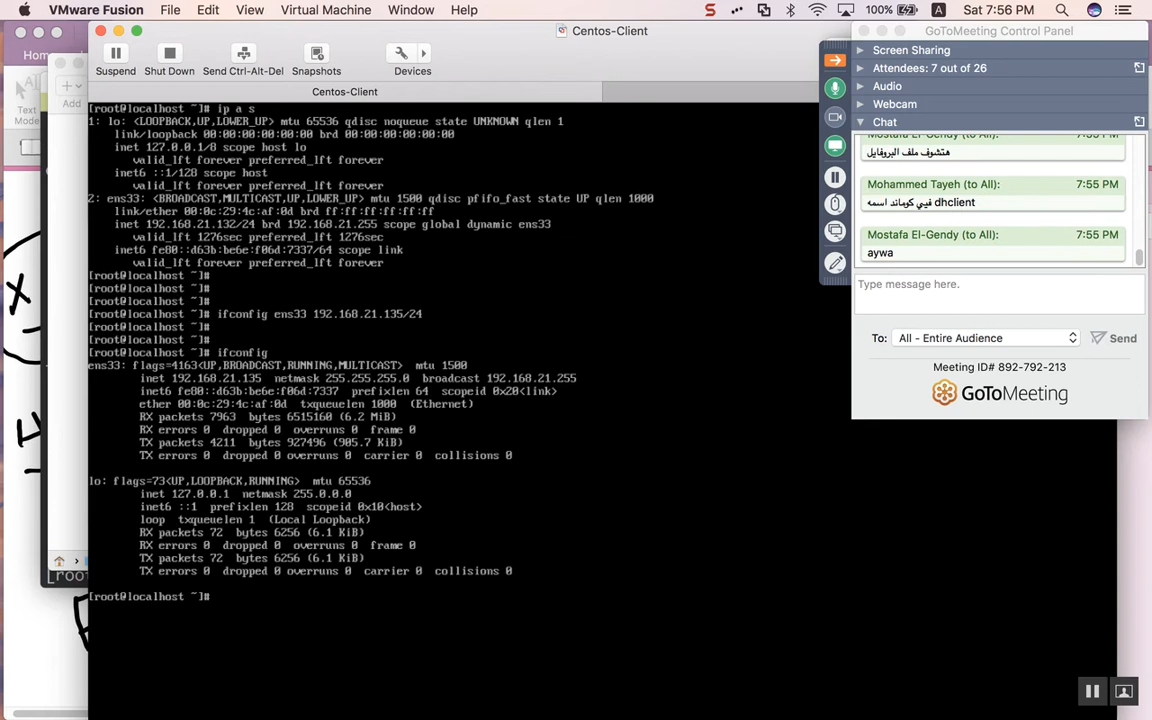 VMware Fusion File Edit View Virtual Machine Window Help
100% A Sat 7:56 PM
Centos-Client
Suspend Shut Down Send Ctrl-Alt-Del Snapshots Devices
Centos-Client
[root@localhost ~]# ip a s
1: lo: <LOOPBACK,UP,LOWER_UP> mtu 65536 qdisc noqueue state UNKNOWN qlen 1
link/loopback 00:00:00:00:00:00 brd 00:00:00:00:00:00
inet 127.0.0.1/8 scope host lo
valid_lft forever preferred_lft forever
inet6 ::1/128 scope host
valid_lft forever preferred_lft forever
2: ens33: <BROADCAST,MULTICAST,UP,LOWER_UP> mtu 1500 qdisc pfifo_fast state UP qlen 1000
link/ether 00:0c:29:4c:af:0d brd ff:ff:ff:ff:ff:ff
inet 192.168.21.132/24 brd 192.168.21.255 scope global dynamic ens33
valid_lft 1276sec preferred_lft 1276sec
inet6 fe80::d63b:be6e:f06d:7337/64 scope link
valid_lft forever preferred_lft forever
[root@localhost ~]#
[root@localhost ~]#
[root@localhost ~]#
[root@localhost ~]# ifconfig ens33 192.168.21.135/24
[root@localhost ~]#
[root@localhost ~]#
[root@localhost ~]# ifconfig
ens33: flags=4163<UP,BROADCAST,RUNNING,MULTICAST> mtu 1500
inet 192.168.21.135 netmask 255.255.255.0 broadcast 192.168.21.255
inet6 fe80::d63b:be6e:f06d:7337 prefixlen 64 scopeid 0x20<link>
ether 00:0c:29:4c:af:0d txqueuelen 1000 (Ethernet)
RX packets 7963 bytes 6515160 (6.2 MiB)
RX errors 0 dropped 0 overruns 0 frame 0
TX packets 4211 bytes 927496 (905.7 KiB)
TX errors 0 dropped 0 overruns 0 carrier 0 collisions 0
lo: flags=73<UP,LOOPBACK,RUNNING> mtu 65536
inet 127.0.0.1 netmask 255.0.0.0
inet6 ::1 prefixlen 128 scopeid 0x10<host>
loop txqueuelen 1 (Local Loopback)
RX packets 72 bytes 6256 (6.1 KiB)
RX errors 0 dropped 0 overruns 0 frame 0
TX packets 72 bytes 6256 (6.1 KiB)
TX errors 0 dropped 0 overruns 0 carrier 0 collisions 0
[root@localhost ~]#
GoToMeeting Control Panel
Screen Sharing
Attendees: 7 out of 26
Audio
Webcam
Chat
Mostafa El-Gendy (to All): 7:55 PM
هتشوف ملف البروفايل
Mohammed Tayeh (to All): 7:55 PM
فيي كوماند اسمه dhclient
Mostafa El-Gendy (to All): 7:55 PM
aywa
Type message here.
To: All - Entire Audience Send
Meeting ID# 892-792-213
GoToMeeting
Add
Text